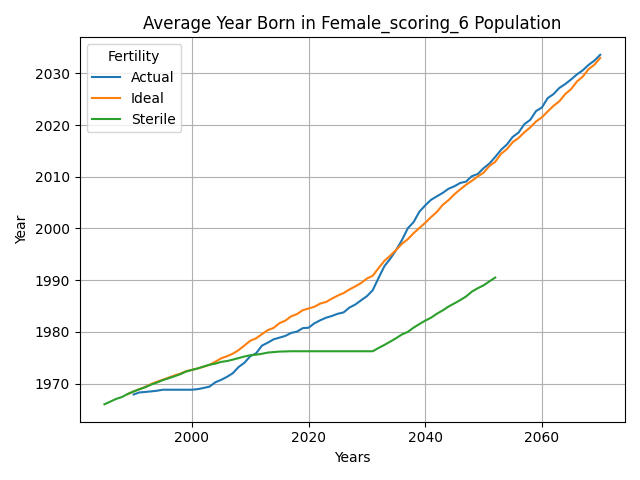 Average Year Born in Female_scoring_6 Population
Fertility
Actual
Ideal
Sterile
Year
2030
2020
2010
2000
1990
1980
1970
2000
2020
2040
2060
Years